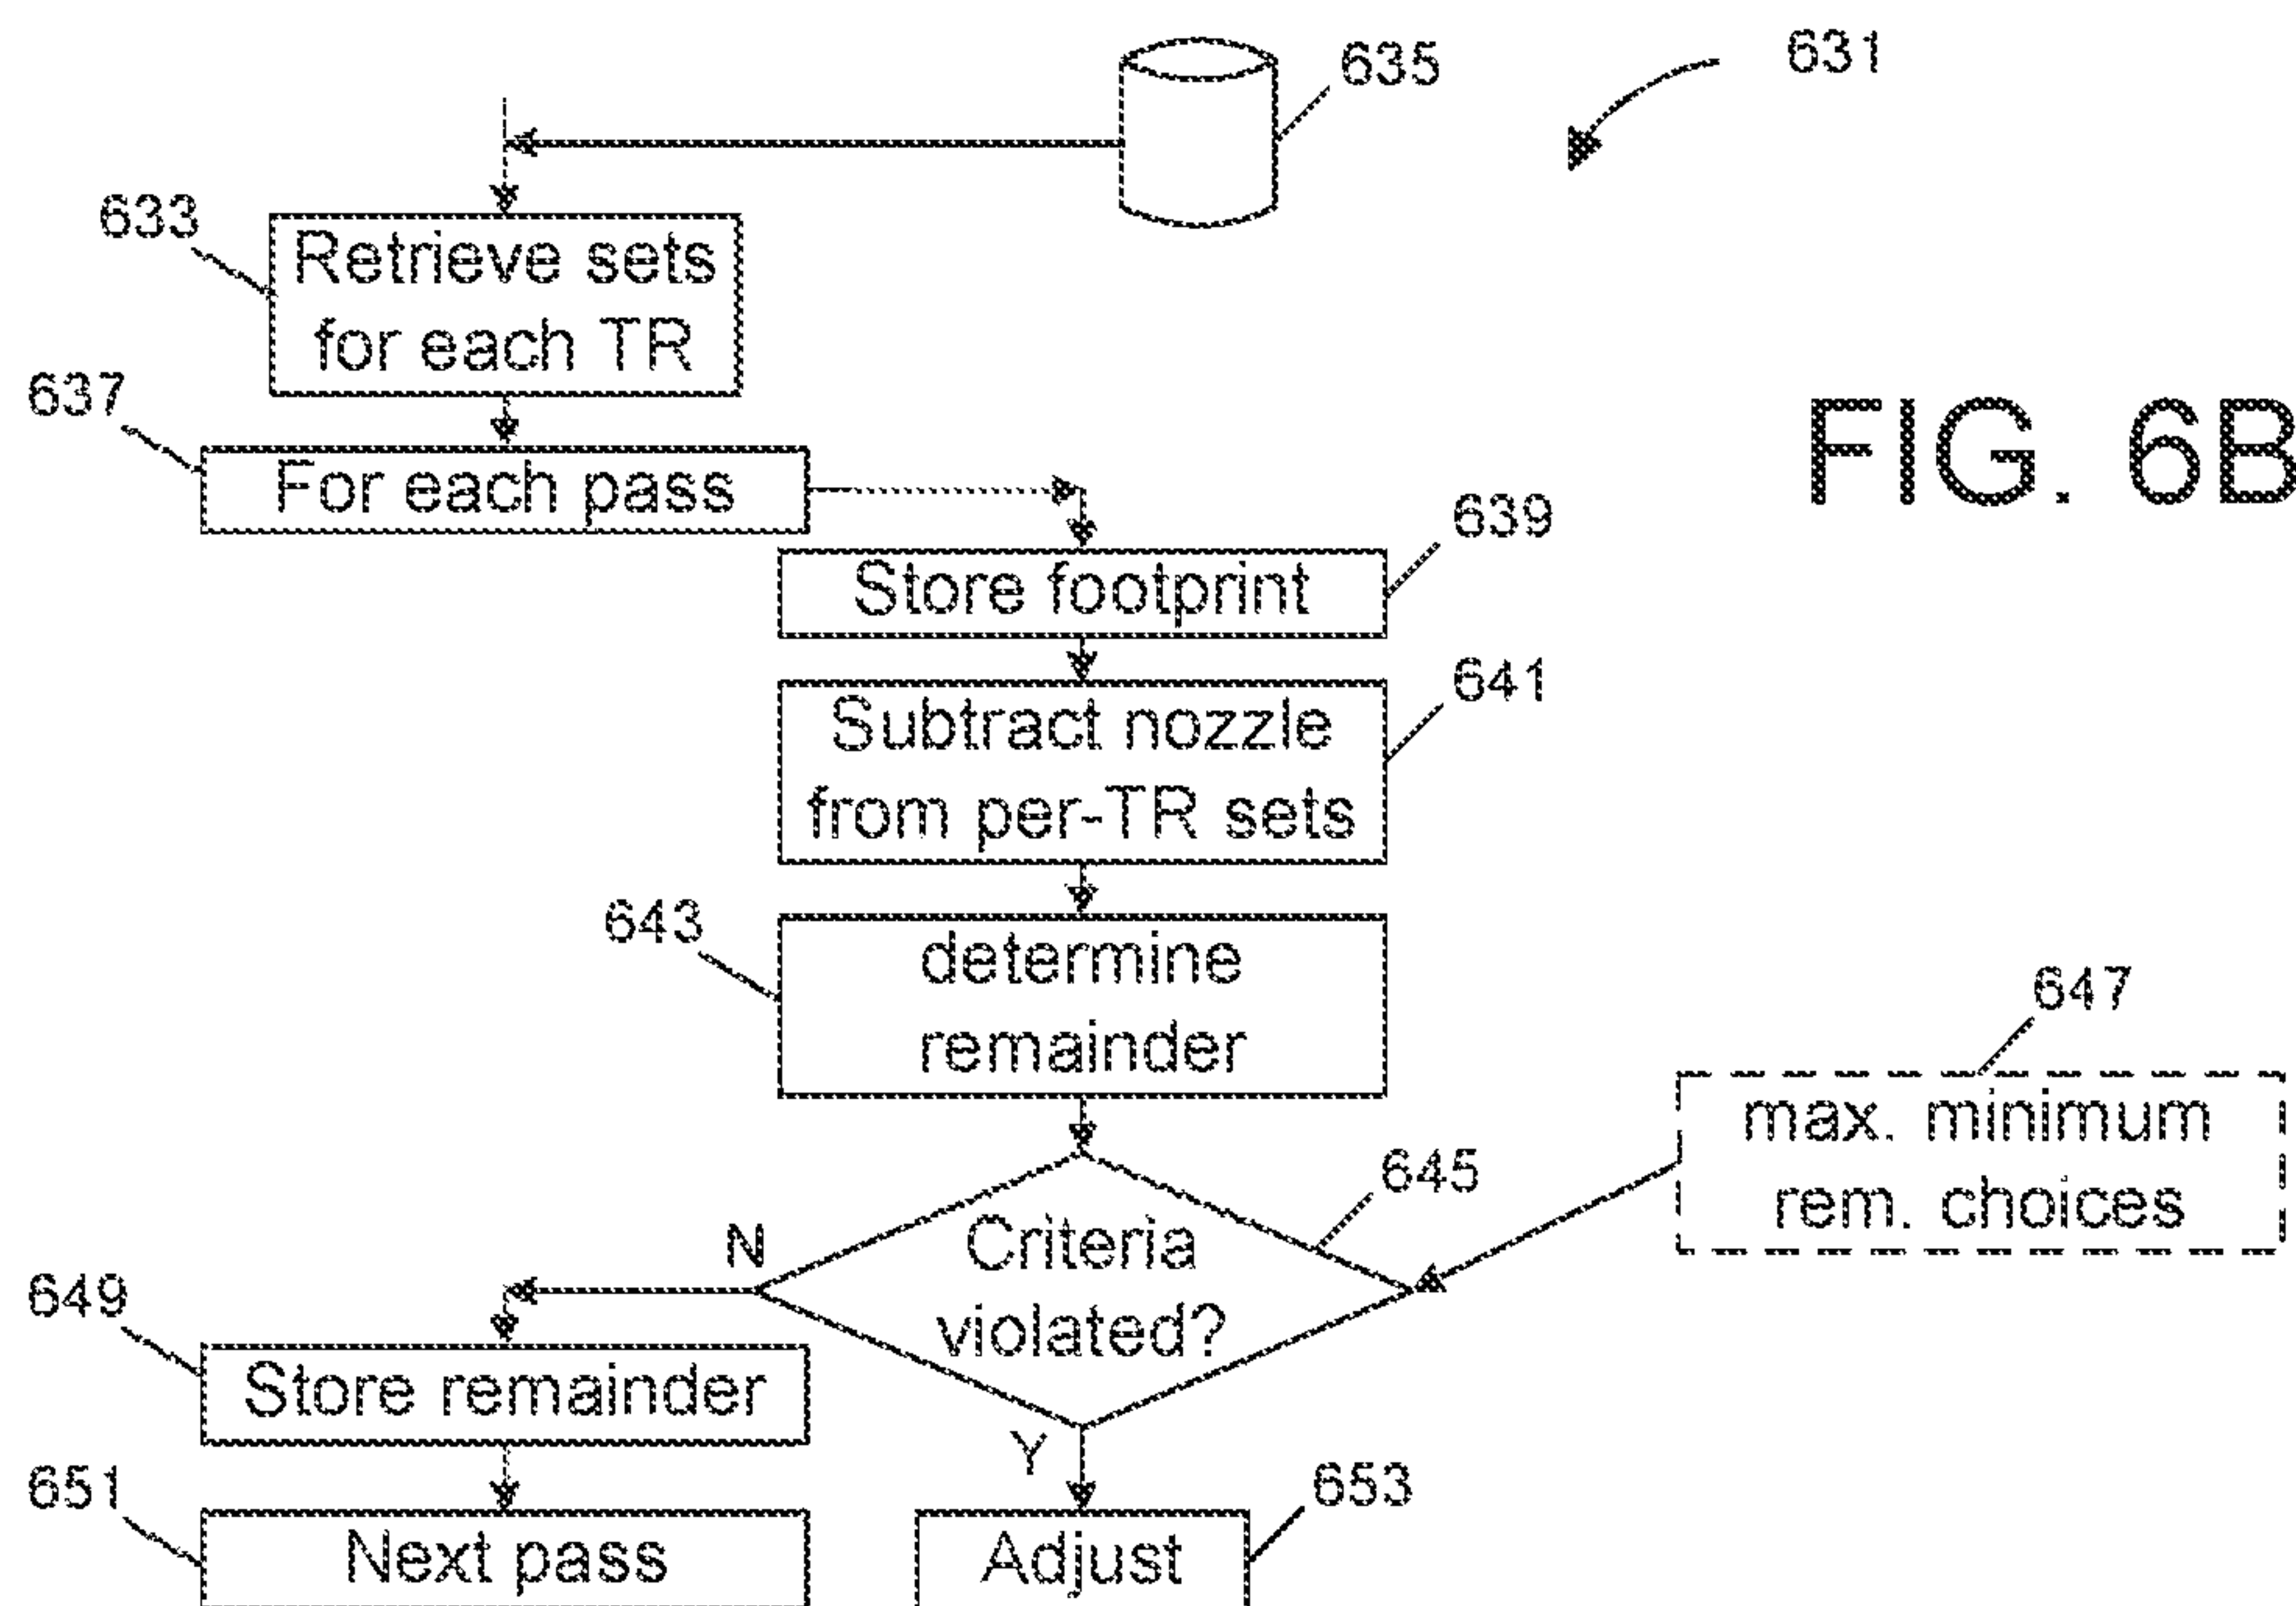 635
631
633
Retrieve sets
for each TR
637
For each pass
FIG. 6B
639
Store footprint
641
Subtract nozzle
from per-TR sets
643
determine
remainder
647
max. minimum
rem. choices
645
Criteria
violated?
N
649
Store remainder
Y
651
Next pass
653
Adjust